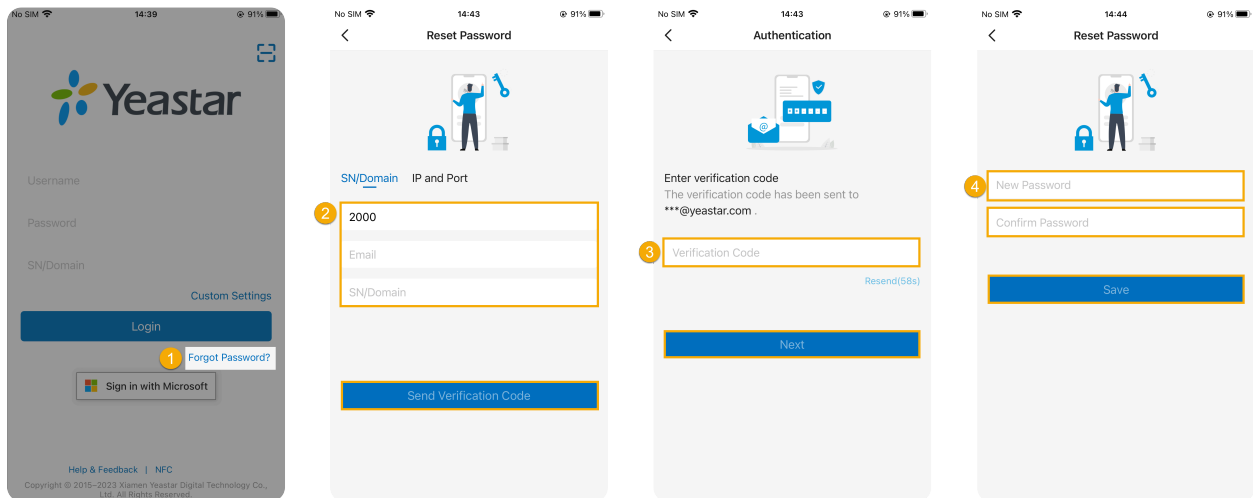 No SIM 14:39 91%
Yeastar
Username
Password
SN/Domain
Custom Settings
Login
1 Forgot Password?
Sign in with Microsoft
Help & Feedback | NFC
Copyright © 2015–2023 Xiamen Yeastar Digital Technology Co.,
Ltd. All Rights Reserved.
No SIM 14:43 91%
Reset Password
SN/Domain IP and Port
2 2000
Email
SN/Domain
Send Verification Code
No SIM 14:43 91%
Authentication
@
Enter verification code
The verification code has been sent to
***@yeastar.com .
3 Verification Code
Resend(58s)
Next
No SIM 14:44 91%
Reset Password
4 New Password
Confirm Password
Save